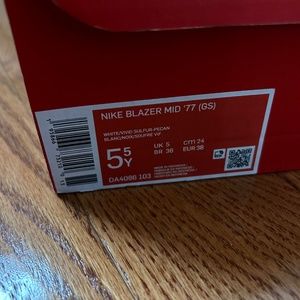 NIKE BLAZER MID '77 (GS)
WHITE/VIVID SULFUR-PECAN
BLANC/NOIX/SOUFRE VIF
5.5Y
UK 5 cm 24
BR 36 EUR 38
DA4086 103